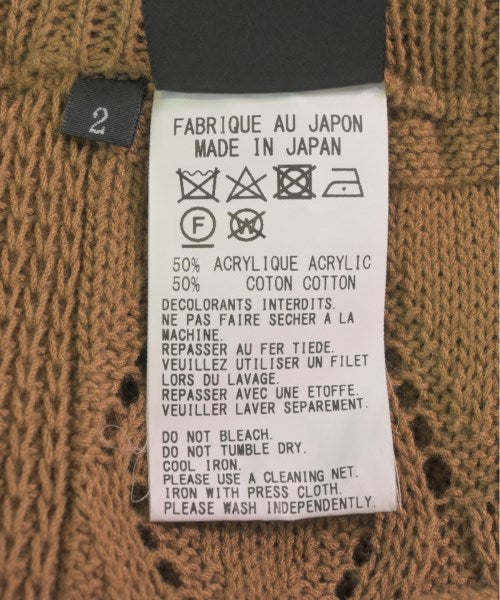 2
FABRIQUE AU JAPON
MADE IN JAPAN
F
W
50% ACRYLIQUE ACRYLIC
50% COTON COTTON
DECOLORANTS INTERDITS.
NE PAS FAIRE SECHER A LA
MACHINE.
REPASSER AU FER TIEDE.
VEUILLEZ UTILISER UN FILET
LORS DU LAVAGE.
REPASSER AVEC UNE ETOFFE.
VEUILLER LAVER SEPAREMENT.
DO NOT BLEACH.
DO NOT TUMBLE DRY.
COOL IRON.
PLEASE USE A CLEANING NET.
IRON WITH PRESS CLOTH.
PLEASE WASH INDEPENDENTLY.